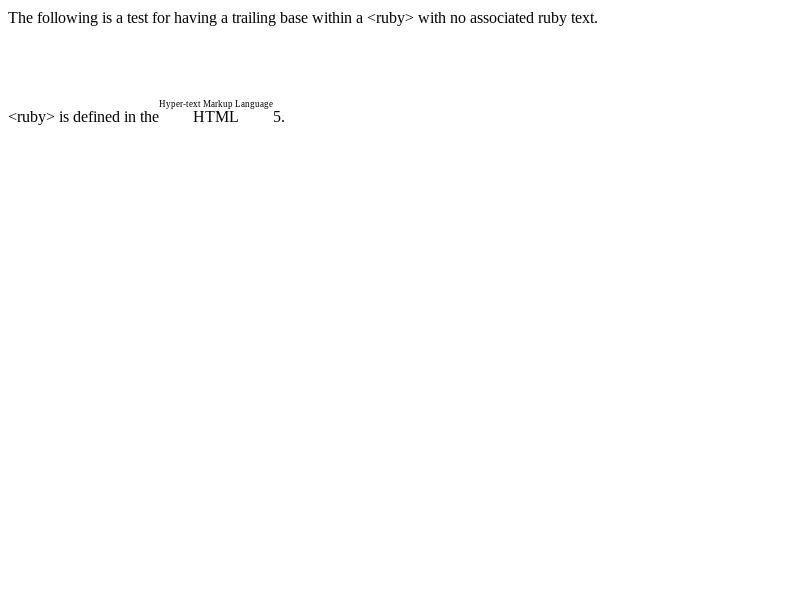 The following is a test for having a trailing base within a <ruby> with no associated ruby text.
Hyper-text Markup Language
<ruby> is defined in the HTML 5.